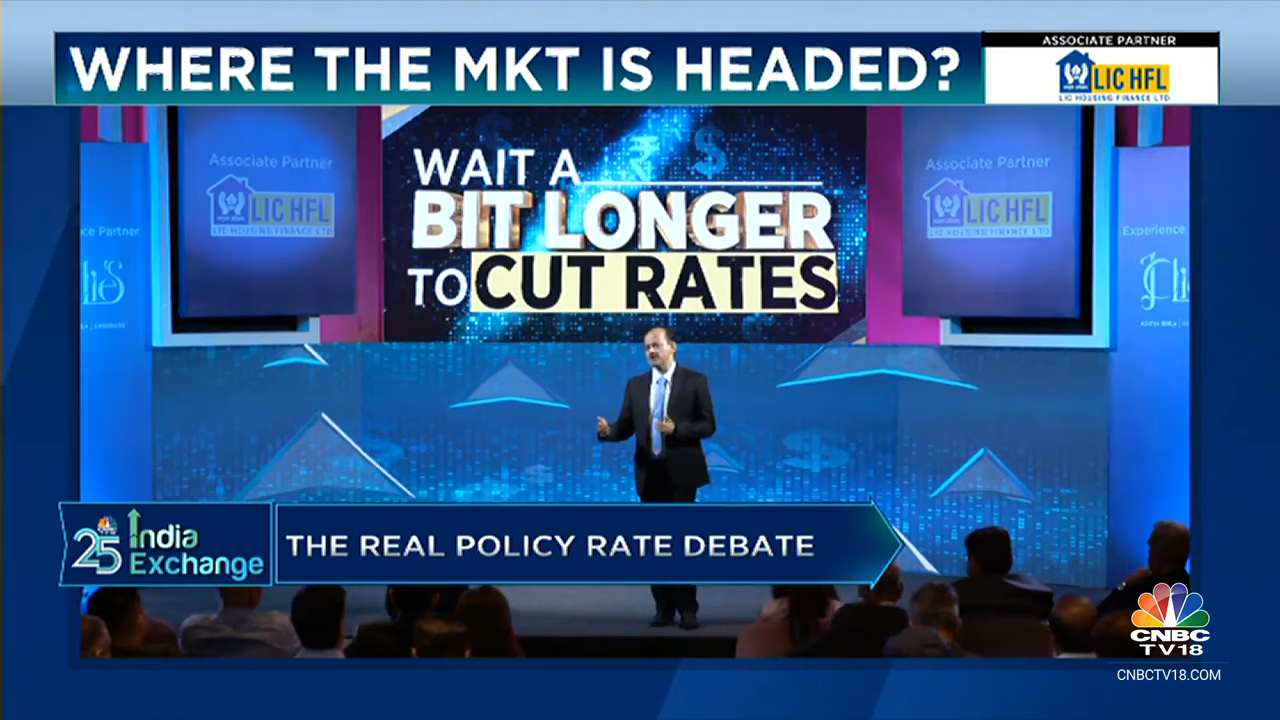 WHERE THE MKT IS HEADED?
ASSOCIATE PARTNER
LIC HFL
LIC HOUSING FINANCE LTD
Associate Partner
LIC HFL
LIC HOUSING FINANCE LTD
WAIT A
BIT LONGER
TO CUT RATES
Associate Partner
LIC HFL
LIC HOUSING FINANCE LTD
ce Partner
Experience
25 India
Exchange
THE REAL POLICY RATE DEBATE
CNBC
TV18
CNBCTV18.COM